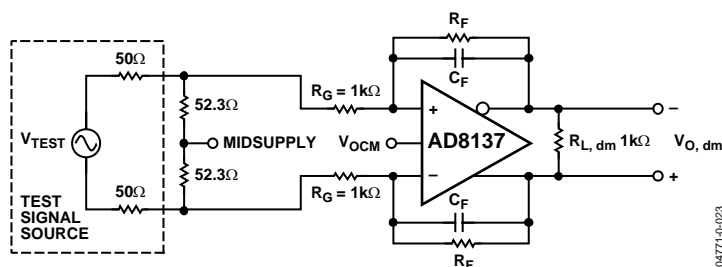 R_F
C_F
50Ω
52.3Ω
R_G = 1kΩ
+
−
V_TEST
MIDSUPPLY
V_OCM
AD8137
R_L, dm 1kΩ
V_O, dm
52.3Ω
−
+
50Ω
R_G = 1kΩ
TEST
SIGNAL
SOURCE
C_F
R_F
04771-0-023